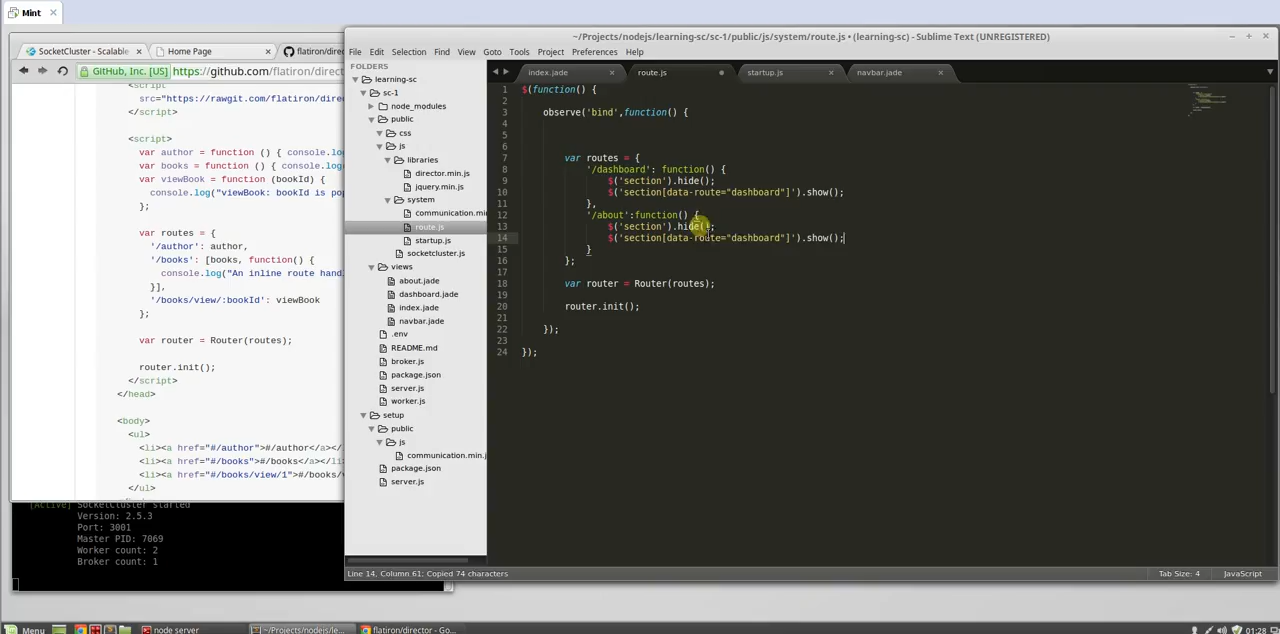 Mint
SocketCluster - Scalable
Home Page
flatiron/direct
GitHub, Inc. [US]
https://github.com/flatiron/direc
<script
src="https://rawgit.com/flatiron/dire
</script>
<script>
var author = function () { console.lo
var books = function () { console.log
var viewBook = function (bookId) {
console.log("viewBook: bookId is pop
};
var routes = {
'/author': author,
'/books': [books, function() {
console.log("An inline route handl
}],
'/books/view/:bookId': viewBook
};
var router = Router(routes);
router.init();
</script>
</head>
<body>
<ul>
<li><a href="#/author">#/author</a></
<li><a href="#/books">#/books</a></li
<li><a href="#/books/view/1">#/books/v
</ul>
[Active] SocketCluster started
Version: 2.5.3
Port: 3001
Master PID: 7069
Worker count: 2
Broker count: 1
~/Projects/nodejs/learning-sc/sc-1/public/js/system/route.js • (learning-sc) - Sublime Text (UNREGISTERED)
File Edit Selection Find View Goto Tools Project Preferences Help
FOLDERS
learning-sc
sc-1
node_modules
public
css
js
libraries
director.min.js
jquery.min.js
system
communication.min
route.js
startup.js
socketcluster.js
views
about.jade
dashboard.jade
index.jade
navbar.jade
.env
README.md
broker.js
package.json
server.js
worker.js
setup
public
js
communication.min.j
package.json
server.js
index.jade
route.js
startup.js
navbar.jade
1 $(function() {
2
3 observe('bind',function() {
4
5
6
7 var routes = {
8 '/dashboard': function() {
9 $('section').hide();
10 $('section[data-route="dashboard"]').show();
11 },
12 '/about':function() {
13 $('section').hide();
14 $('section[data-route="dashboard"]').show();
15 }
16 };
17
18 var router = Router(routes);
19
20 router.init();
21
22 });
23
24 });
Line 14, Column 61; Copied 74 characters
Tab Size: 4
JavaScript
Menu
node server
~/Projects/nodejs/le...
flatiron/director - Go...
01:28